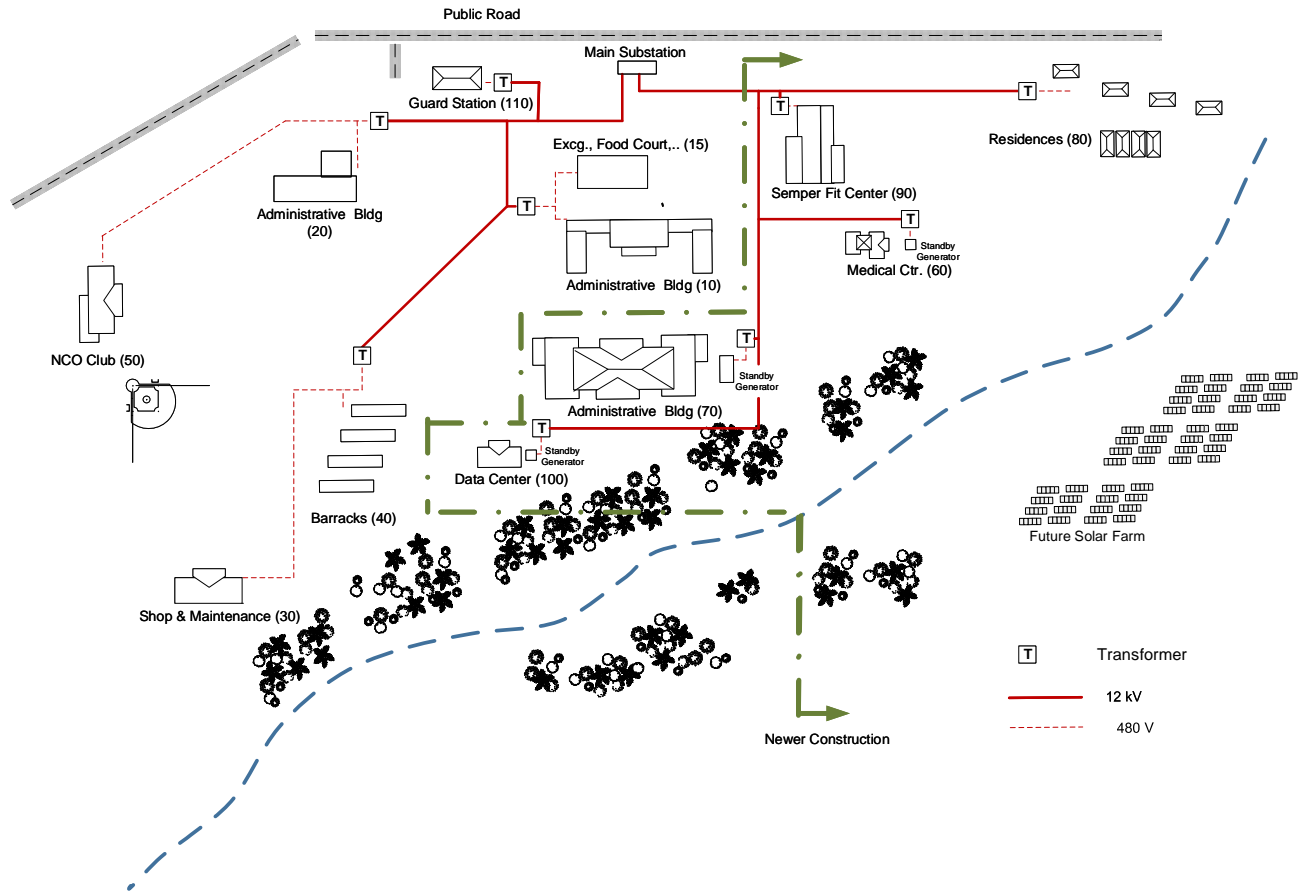 Public Road
Main Substation
T
Guard Station (110)
T
T
T
Residences (80)
Excg., Food Court,.. (15)
Semper Fit Center (90)
Administrative Bldg
(20)
T
T
Standby
Generator
Medical Ctr. (60)
Administrative Bldg (10)
T
NCO Club (50)
T
Standby
Generator
Administrative Bldg (70)
T
Standby
Generator
Data Center (100)
Barracks (40)
Future Solar Farm
Shop & Maintenance (30)
T Transformer
12 kV
480 V
Newer Construction